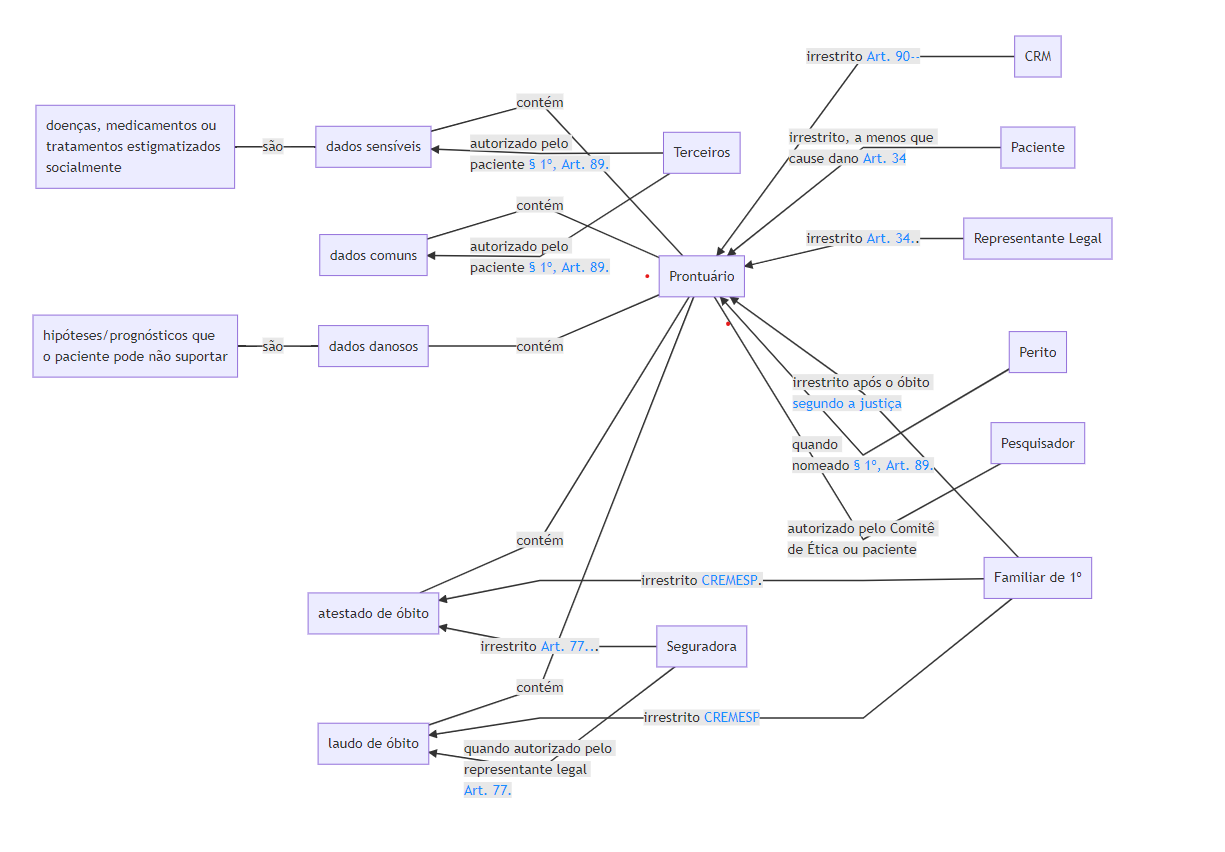 irrestrito Art. 90--
CRM
contém
doenças, medicamentos ou
tratamentos estigmatizados
socialmente
são
dados sensíveis
autorizado pelo
paciente § 1º, Art. 89.
Terceiros
irrestrito, a menos que
cause dano Art. 34
Paciente
contém
dados comuns
autorizado pelo
paciente § 1º, Art. 89.
irrestrito Art. 34..
Representante Legal
Prontuário
hipóteses/prognósticos que
o paciente pode não suportar
são
dados danosos
contém
Perito
irrestrito após o óbito
segundo a justiça
quando
nomeado § 1º, Art. 89.
Pesquisador
autorizado pelo Comitê
de Ética ou paciente
contém
irrestrito CREMESP.
Familiar de 1º
atestado de óbito
irrestrito Art. 77...
Seguradora
contém
irrestrito CREMESP
laudo de óbito
quando autorizado pelo
representante legal
Art. 77.